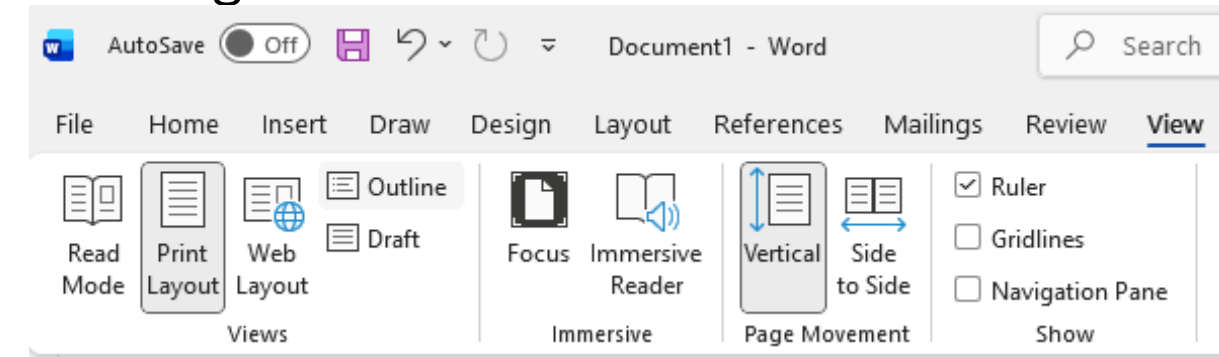 AutoSave Off Document1 - Word Search
File Home Insert Draw Design Layout References Mailings Review View
Read Mode
Print Layout
Web Layout
Outline
Draft
Views
Focus
Immersive Reader
Immersive
Vertical
Side to Side
Page Movement
Ruler
Gridlines
Navigation Pane
Show